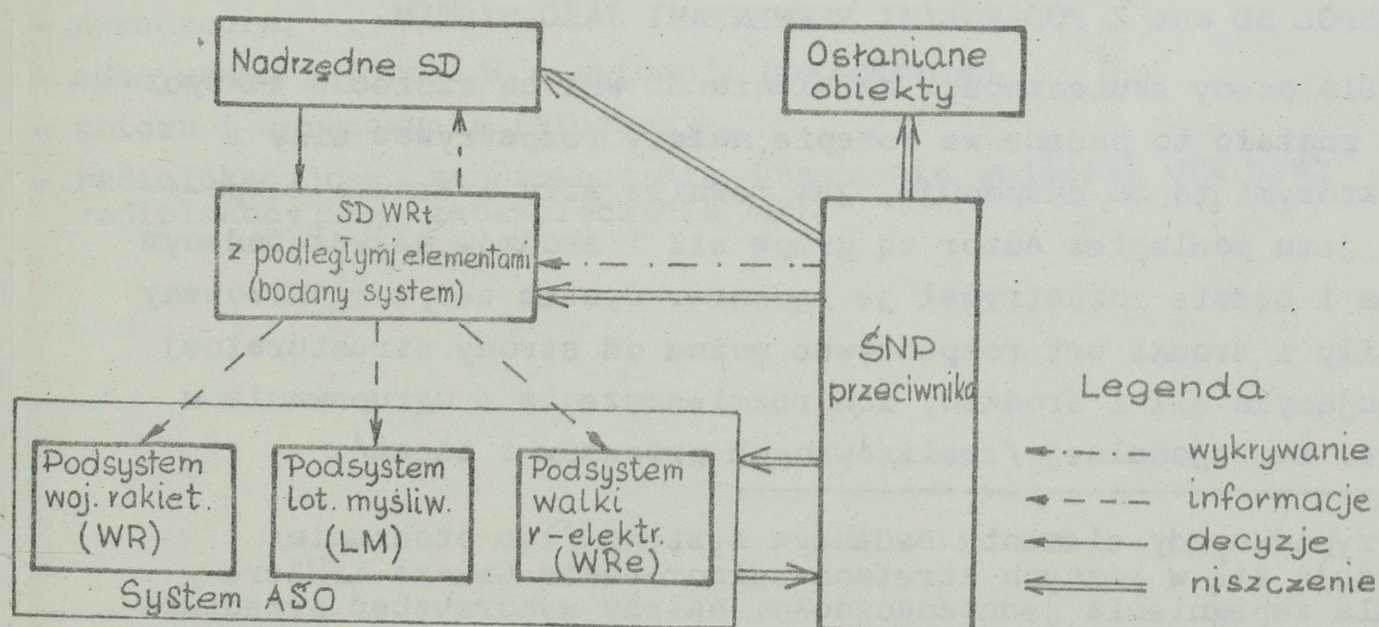 Nadrzędne SD
Osłaniane
obiekty
SD WRt
z podległymi elementami
(badany system)
ŚNP
przeciwnika
Podsystem
woj. rakiet.
(WR)
Podsystem
lot. myśliw.
(LM)
Podsystem
walki
r-elektr.
(WRe)
System ASO
Legenda
wykrywanie
informacje
decyzje
niszczenie